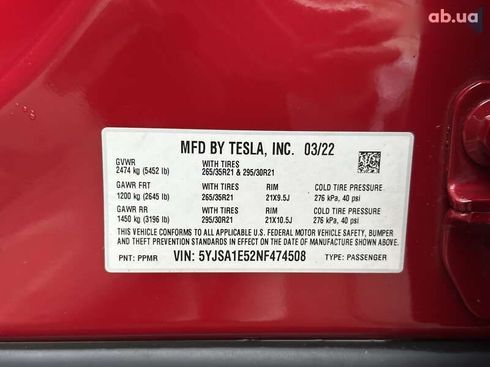 ab.ua
MFD BY TESLA, INC. 03/22
GVWR WITH TIRES
2474 kg (5452 lb) 265/35R21 & 295/30R21
GAWR FRT WITH TIRES RIM COLD TIRE PRESSURE
1200 kg (2645 lb) 265/35R21 21X9.5J 276 kPa, 40 psi
GAWR RR WITH TIRES RIM COLD TIRE PRESSURE
1450 kg (3196 lb) 295/30R21 21X10.5J 276 kPa, 40 psi
THIS VEHICLE CONFORMS TO ALL APPLICABLE U.S. FEDERAL MOTOR VEHICLE SAFETY, BUMPER
AND THEFT PREVENTION STANDARDS IN EFFECT ON THE DATE OF MANUFACTURE SHOWN ABOVE.
PNT: PPMR VIN: 5YJSA1E52NF474508 TYPE: PASSENGER